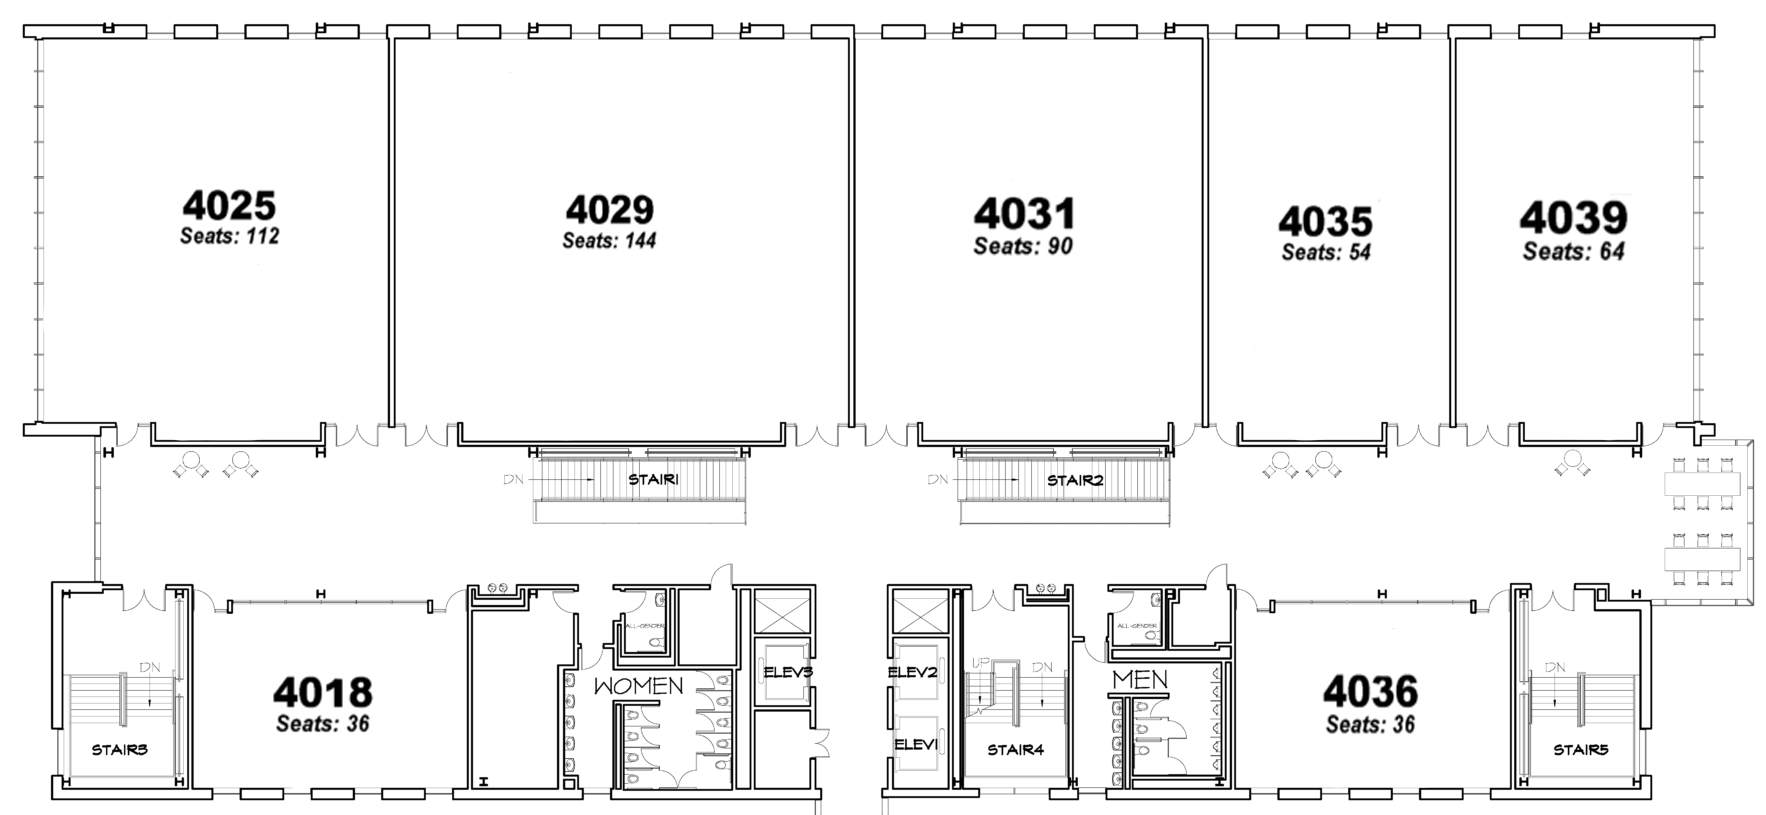 4025
Seats: 112
4029
Seats: 144
4031
Seats: 90
4035
Seats: 54
4039
Seats: 64
DN
STAIR1
DN
STAIR2
ALL-GENDER
ALL-GENDER
DN
4018
Seats: 36
WOMEN
ELEV3
ELEV2
UP
DN
MEN
4036
Seats: 36
DN
STAIR3
ELEV1
STAIR4
STAIR5